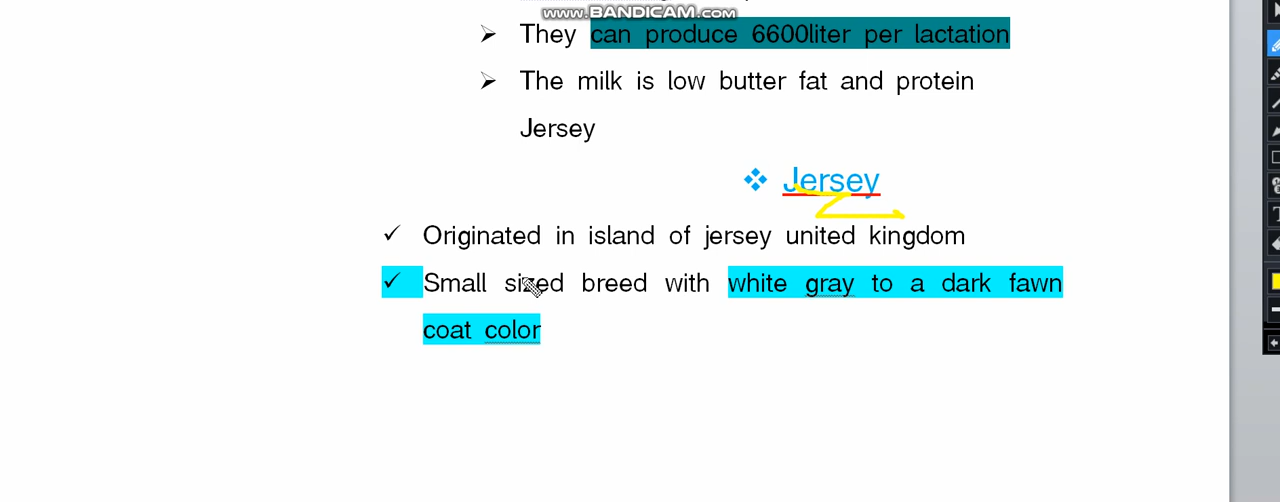 www.BANDICAM.com
➢ They can produce 6600liter per lactation
➢ The milk is low butter fat and protein
Jersey
❖ Jersey
✓ Originated in island of jersey united kingdom
✓ Small sized breed with white gray to a dark fawn
coat color